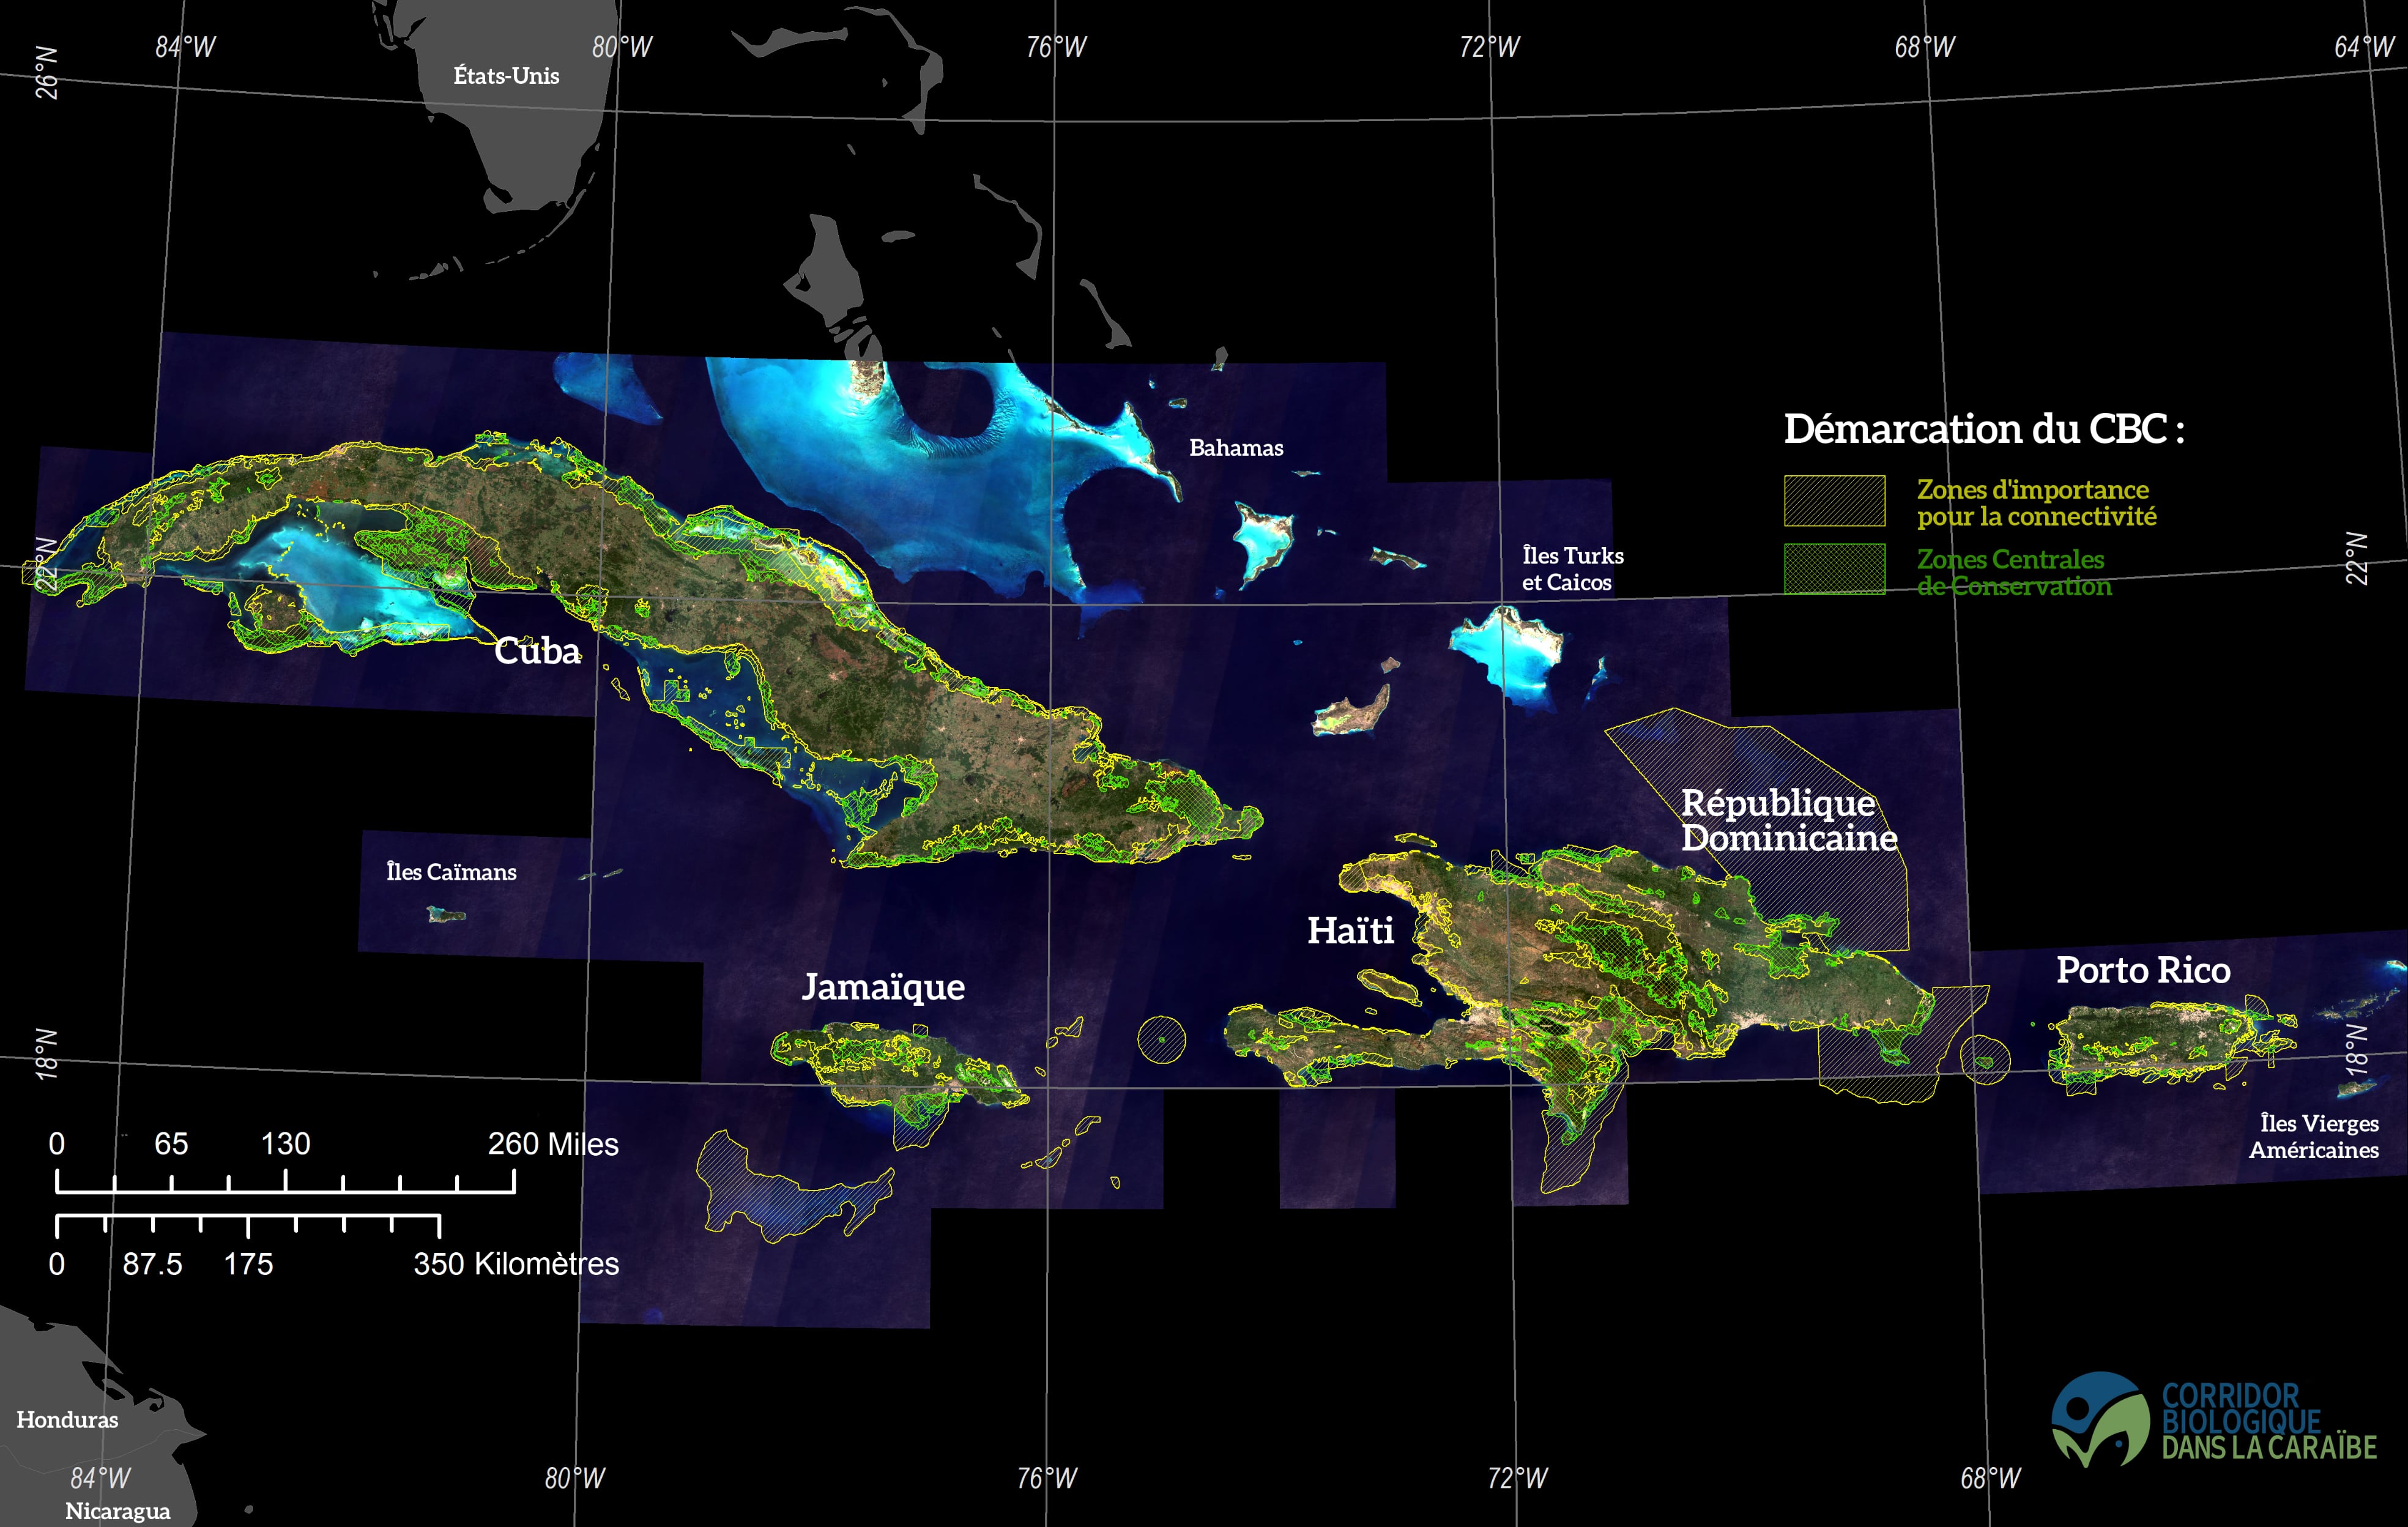 84°W
80°W
76°W
72°W
68°W
64°W
26°N
États-Unis
Démarcation du CBC :
Bahamas
Zones d'importance
pour la connectivité
Zones Centrales
de Conservation
22°N
Îles Turks
et Caicos
22°N
Cuba
République
Dominicaine
Îles Caïmans
Haïti
Jamaïque
Porto Rico
18°N
18°N
Îles Vierges
Américaines
0 65 130 260 Miles
0 87.5 175 350 Kilomètres
Honduras
CORRIDOR
BIOLOGIQUE
DANS LA CARAÏBE
84°W
80°W
76°W
72°W
68°W
Nicaragua